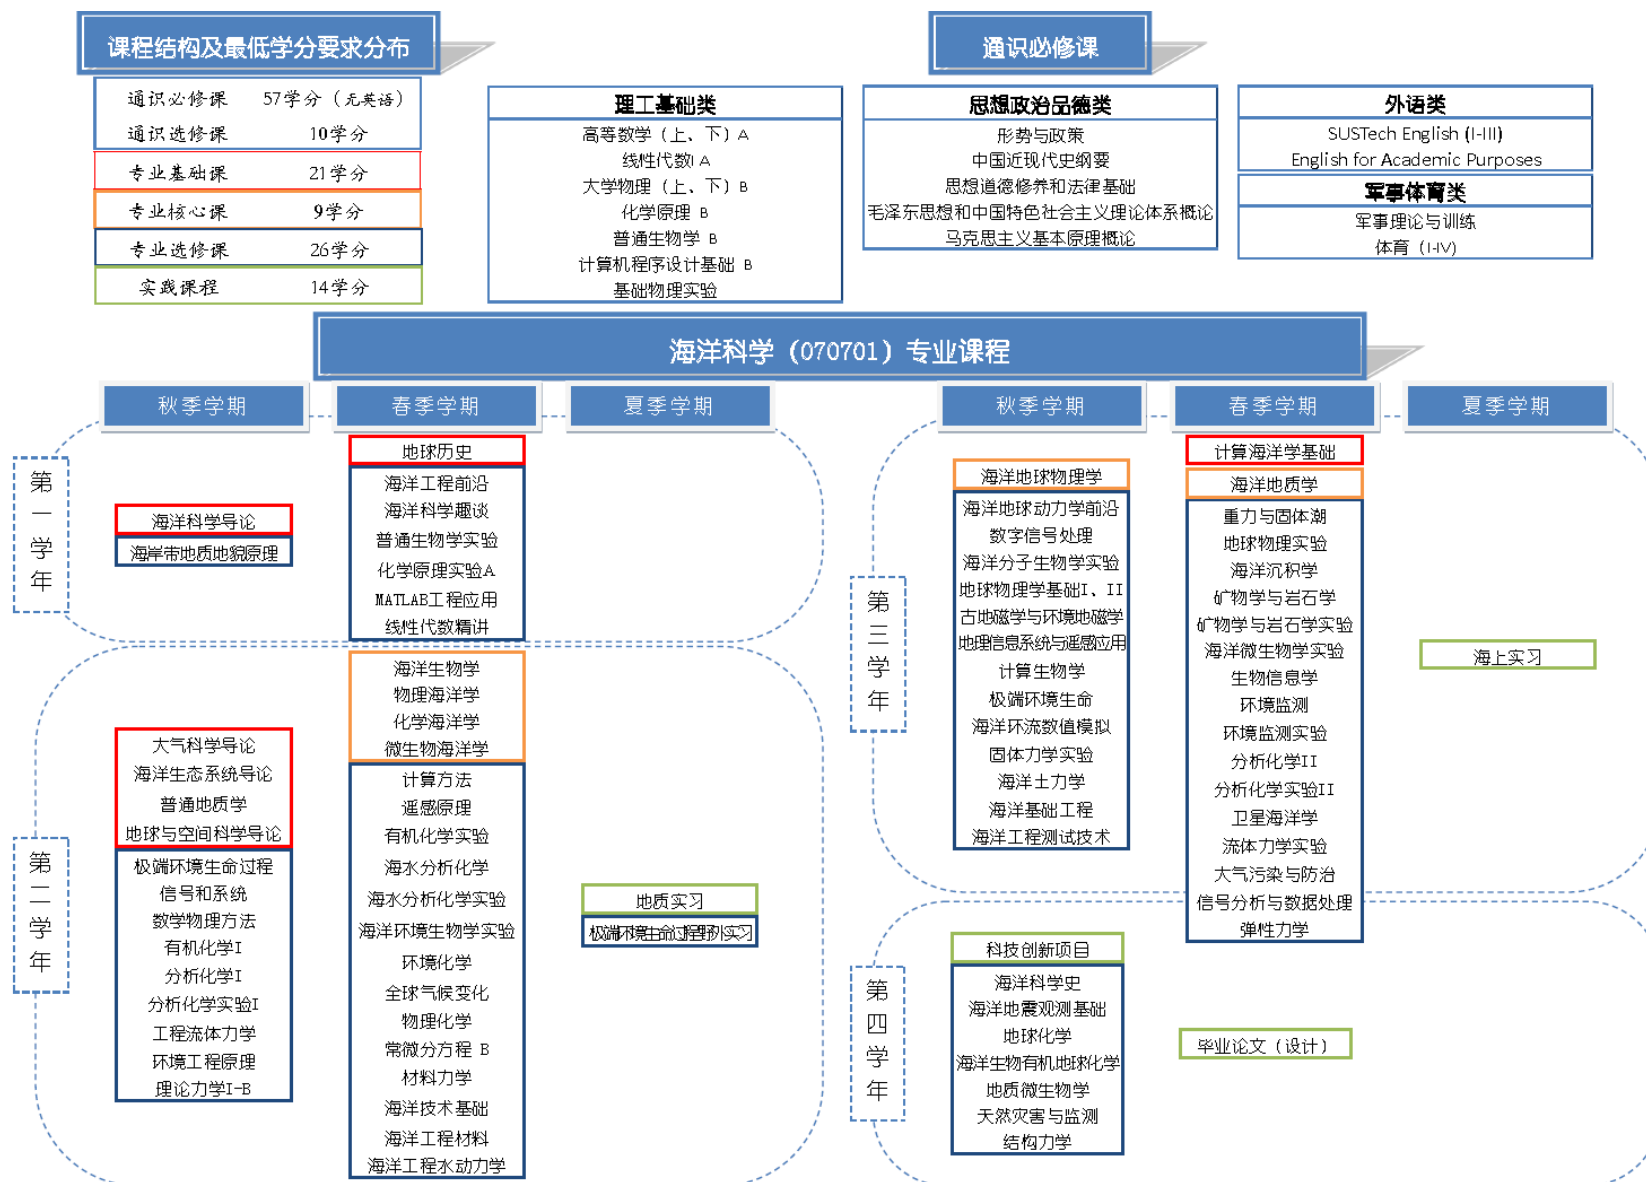 课程结构及最低学分要求分布
通识必修课 57学分（无英语）
通识选修课 10学分
专业基础课 21学分
专业核心课 9学分
专业选修课 26学分
实践课程 14学分
通识必修课
理工基础类
高等数学（上、下）A
线性代数I A
大学物理（上、下）B
化学原理 B
普通生物学 B
计算机程序设计基础 B
基础物理实验
思想政治品德类
形势与政策
中国近现代史纲要
思想道德修养和法律基础
毛泽东思想和中国特色社会主义理论体系概论
马克思主义基本原理概论
外语类
SUSTech English (I-III)
English for Academic Purposes
军事体育类
军事理论与训练
体育（I-IV）
海洋科学（070701）专业课程
秋季学期
春季学期
夏季学期
第一学年
海洋科学导论
海岸带地质地貌原理
地球历史
海洋工程前沿
海洋科学趣谈
普通生物学实验
化学原理实验A
MATLAB工程应用
线性代数精讲
第二学年
大气科学导论
海洋生态系统导论
普通地质学
地球与空间科学导论
极端环境生命过程
信号和系统
数学物理方法
有机化学I
分析化学I
分析化学实验I
工程流体力学
环境工程原理
理论力学I-B
海洋生物学
物理海洋学
化学海洋学
微生物海洋学
计算方法
遥感原理
有机化学实验
海水分析化学
海水分析化学实验
海洋环境生物学实验
环境化学
全球气候变化
物理化学
常微分方程 B
材料力学
海洋技术基础
海洋工程材料
海洋工程水动力学
地质实习
极端环境生命过程野外实习
秋季学期
春季学期
夏季学期
第三学年
海洋地球物理学
海洋地球动力学前沿
数字信号处理
海洋分子生物学实验
地球物理学基础I、II
古地磁学与环境地磁学
地理信息系统与遥感应用
计算生物学
极端环境生命
海洋环流数值模拟
固体力学实验
海洋土力学
海洋基础工程
海洋工程测试技术
计算海洋学基础
海洋地质学
重力与固体潮
地球物理实验
海洋沉积学
矿物学与岩石学
矿物学与岩石学实验
海洋微生物学实验
生物信息学
环境监测
环境监测实验
分析化学II
分析化学实验II
卫星海洋学
流体力学实验
大气污染与防治
信号分析与数据处理
弹性力学
海上实习
第四学年
科技创新项目
海洋科学史
海洋地震观测基础
地球化学
海洋生物有机地球化学
地质微生物学
天然灾害与监测
结构力学
毕业论文（设计）